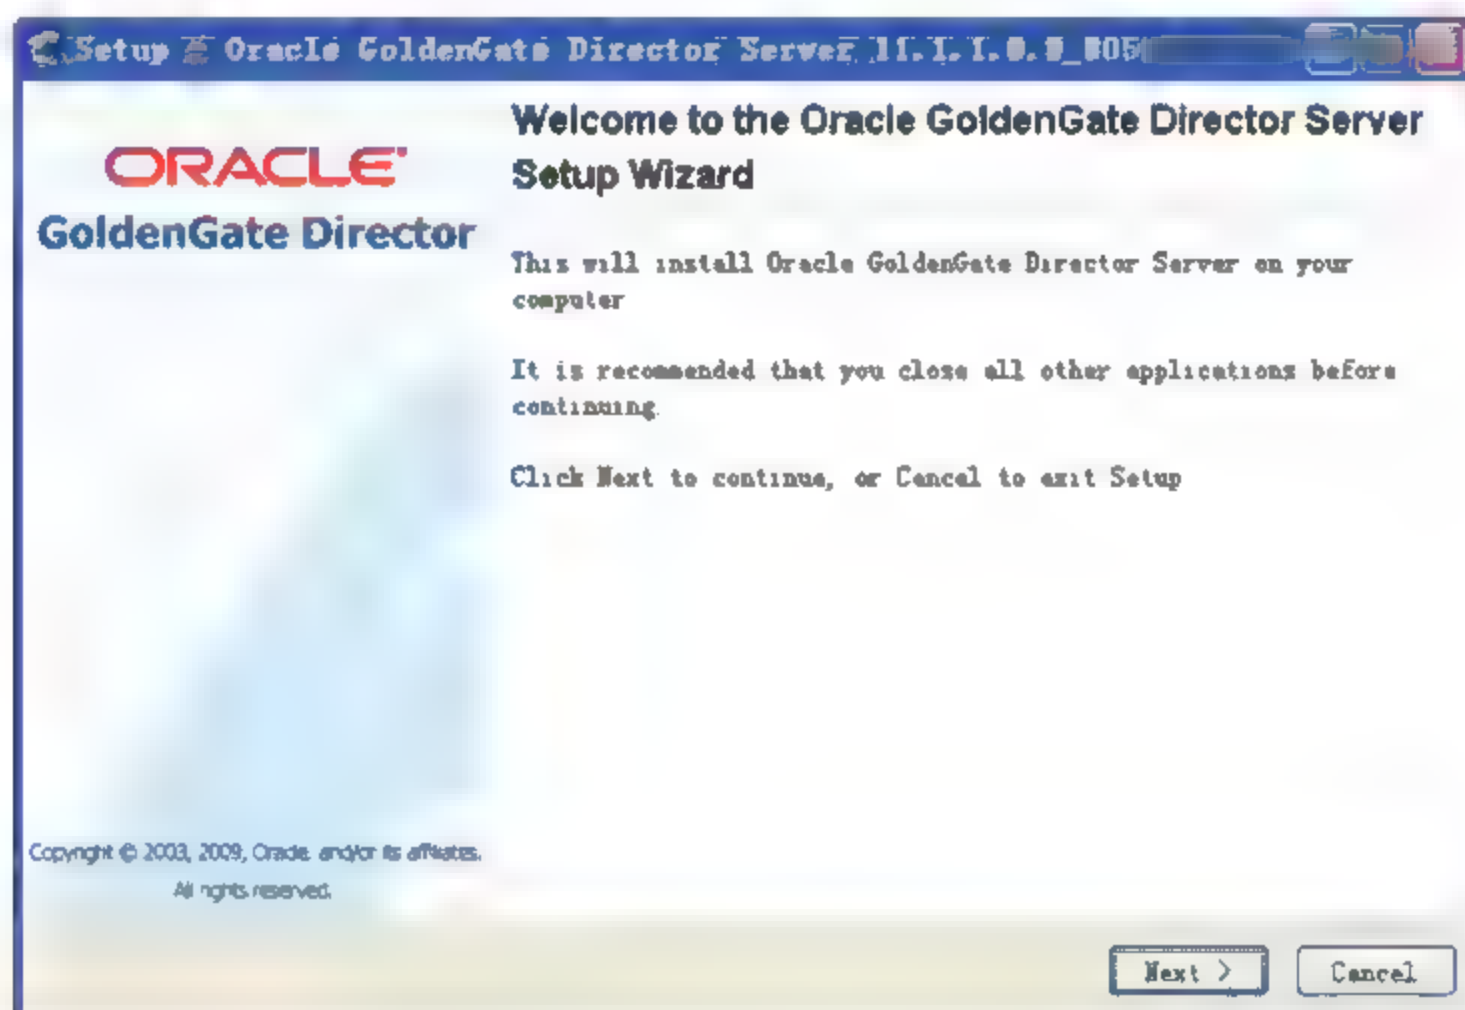 Setup - Oracle GoldenGate Director Server 11.1.1.0.0_
ORACLE
GoldenGate Director
Welcome to the Oracle GoldenGate Director Server
Setup Wizard
This will install Oracle GoldenGate Director Server on your
computer
It is recommended that you close all other applications before
continuing.
Click Next to continue, or Cancel to exit Setup
Copyright © 2003, 2009, Oracle and/or its affiliates.
All rights reserved.
Next >
Cancel